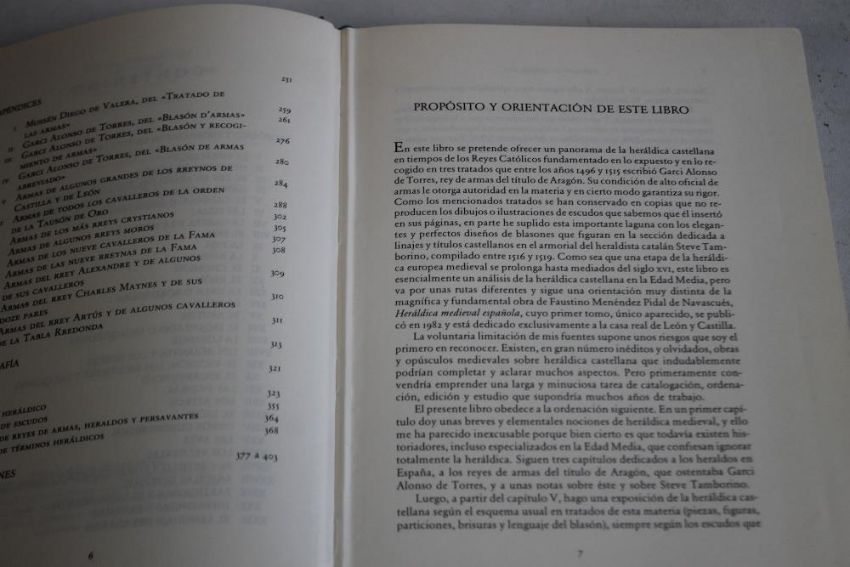 251
APÉNDICES
I MOSSÉN DIEGO DE VALERA, DEL «TRATADO DE
LAS ARMAS» 259
II GARCI ALONSO DE TORRES, DEL «BLASÓN D'ARMAS» 261
III GARCI ALONSO DE TORRES, DEL «BLASÓN Y RECOGI-
MIENTO DE ARMAS» 276
GARCI ALONSO DE TORRES, DEL «BLASÓN DE ARMAS
ABREVIADO» 280
ARMAS DE ALGUNOS GRANDES DE LOS RREYNOS DE
CASTILLA Y DE LEÓN 284
ARMAS DE TODOS LOS CAVALLEROS DE LA ORDEN
DE LA TAUSÓN DE ORO 288
ARMAS DE LOS MÁS RREYS CRYSTIANOS 302
ARMAS DE ALGUNOS RREYS MOROS 305
ARMAS DE LOS NUEVE CAVALLEROS DE LA FAMA 307
ARMAS DE LAS NUEVE RREYNAS DE LA FAMA 308
ARMAS DEL RREY ALEXANDRE Y DE ALGUNOS
DE SUS CAVALLEROS 309
ARMAS DEL RREY CHARLES MAYNES Y DE SUS
DOZE PARES 310
ARMAS DEL RREY ARTÚS Y DE ALGUNOS CAVALLEROS
DE LA TABLA RREDONDA 311
313
321
HERÁLDICO 323
DE ESCUDOS 355
DE REYES DE ARMAS, HERALDOS Y PERSAVANTES 364
DE TÉRMINOS HERÁLDICOS 368
377 a 403
6
PROPÓSITO Y ORIENTACIÓN DE ESTE LIBRO
En este libro se pretende ofrecer un panorama de la heráldica castellana
en tiempos de los Reyes Católicos fundamentado en lo expuesto y en lo re-
cogido en tres tratados que entre los años 1496 y 1515 escribió Garci Alonso
de Torres, rey de armas del título de Aragón. Su condición de alto oficial de
armas le otorga autoridad en la materia y en cierto modo garantiza su rigor.
Como los mencionados tratados se han conservado en copias que no re-
producen los dibujos o ilustraciones de escudos que sabemos que él insertó
en sus páginas, en parte he suplido esta importante laguna con los elegan-
tes y perfectos diseños de blasones que figuran en la sección dedicada a
linajes y títulos castellanos en el armorial del heraldista catalán Steve Tam-
borino, compilado entre 1516 y 1519. Como sea que una etapa de la heráldi-
ca europea medieval se prolonga hasta mediados del siglo XVI, este libro es
esencialmente un análisis de la heráldica castellana en la Edad Media, pero
va por unas rutas diferentes y sigue una orientación muy distinta de la
magnífica y fundamental obra de Faustino Menéndez Pidal de Navascués,
Heráldica medieval española, cuyo primer tomo, único aparecido, se publi-
có en 1982 y está dedicado exclusivamente a la casa real de León y Castilla.
La voluntaria limitación de mis fuentes supone unos riesgos que soy el
primero en reconocer. Existen, en gran número inéditos y olvidados, obras
y opúsculos medievales sobre heráldica castellana que indudablemente
podrían completar y aclarar muchos aspectos. Pero primeramente con-
vendría emprender una larga y minuciosa tarea de catalogación, ordena-
ción, edición y estudio que supondría muchos años de trabajo.
El presente libro obedece a la ordenación siguiente. En un primer capí-
tulo doy unas breves y elementales nociones de heráldica medieval, y ello
me ha parecido inexcusable porque bien cierto es que todavía existen his-
toriadores, incluso especializados en la Edad Media, que confiesan ignorar
totalmente la heráldica. Siguen tres capítulos dedicados a los heraldos en
España, a los reyes de armas del título de Aragón, que ostentaba Garci
Alonso de Torres, y a unas notas sobre éste y sobre Steve Tamborino.
Luego, a partir del capítulo V, hago una exposición de la heráldica cas-
tellana según el esquema usual en tratados de esta materia (piezas, figuras,
particiones, brisuras y lenguaje del blasón), siempre según los escudos que
7